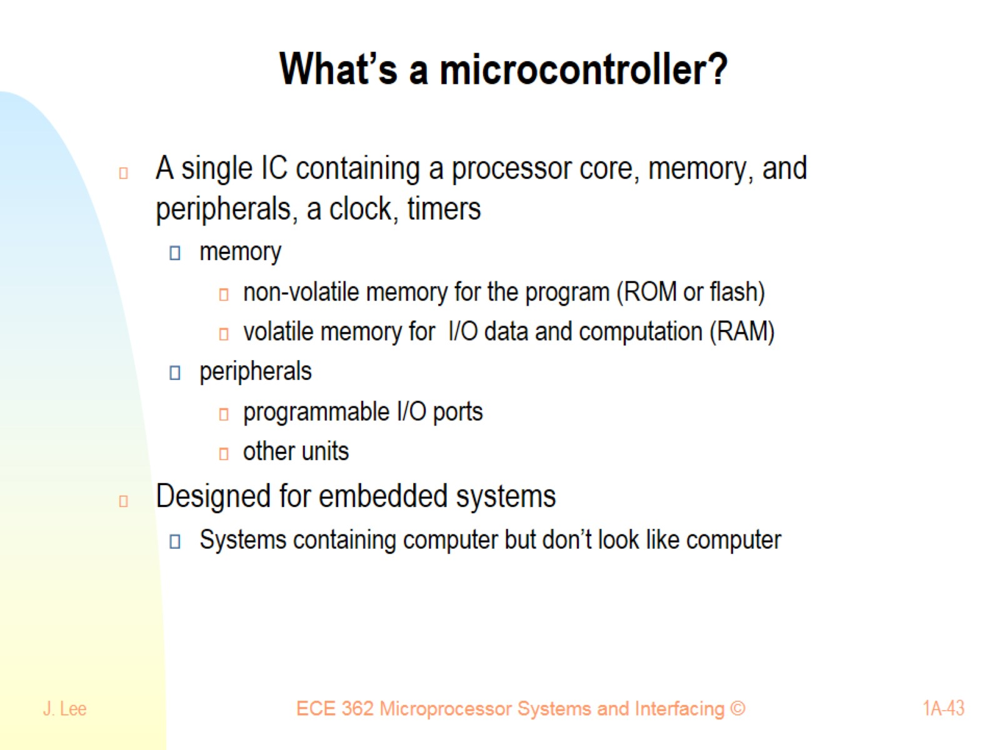 What’s a microcontroller?
A single IC containing a processor core, memory, and
peripherals, a clock, timers
memory
non-volatile memory for the program (ROM or flash)
volatile memory for  I/O data and computation (RAM)
peripherals
programmable I/O ports
other units
Designed for embedded systems
Systems containing computer but don’t look like computer
J. Lee
ECE 362 Microprocessor Systems and Interfacing ©
1A-43